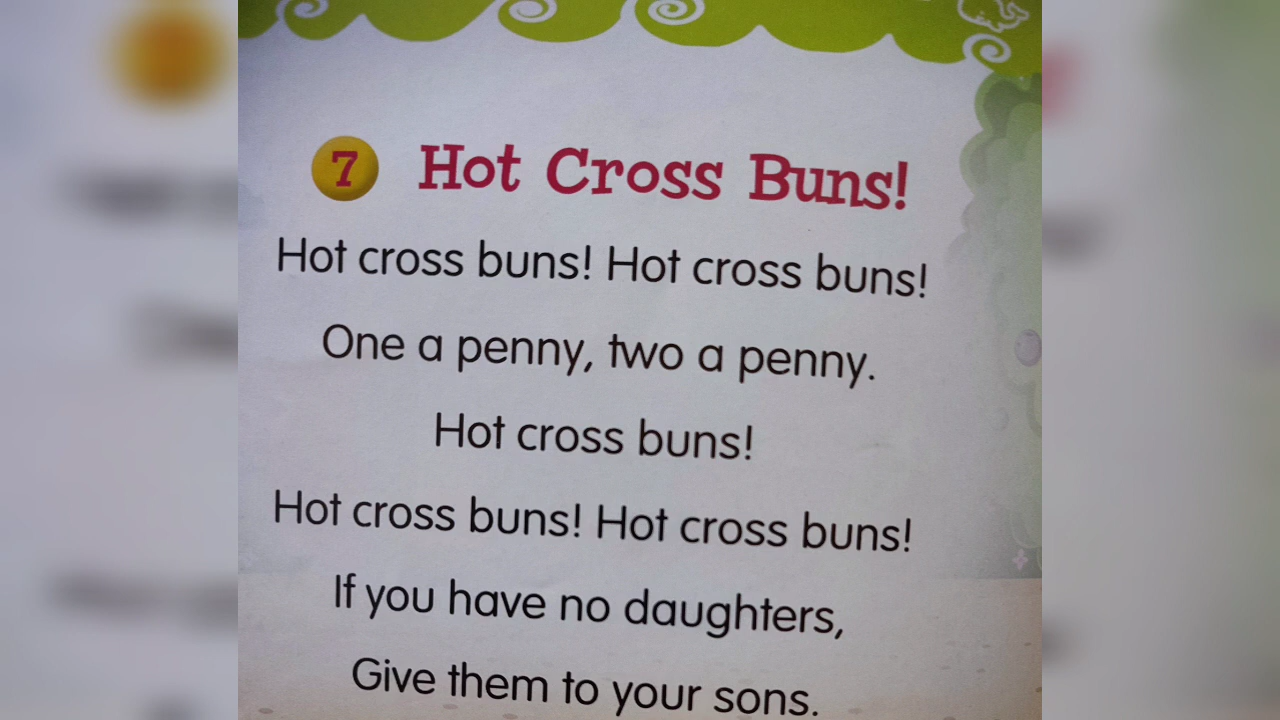 7 Hot Cross Buns!
Hot cross buns! Hot cross buns!
One a penny, two a penny.
Hot cross buns!
Hot cross buns! Hot cross buns!
If you have no daughters,
Give them to your sons.